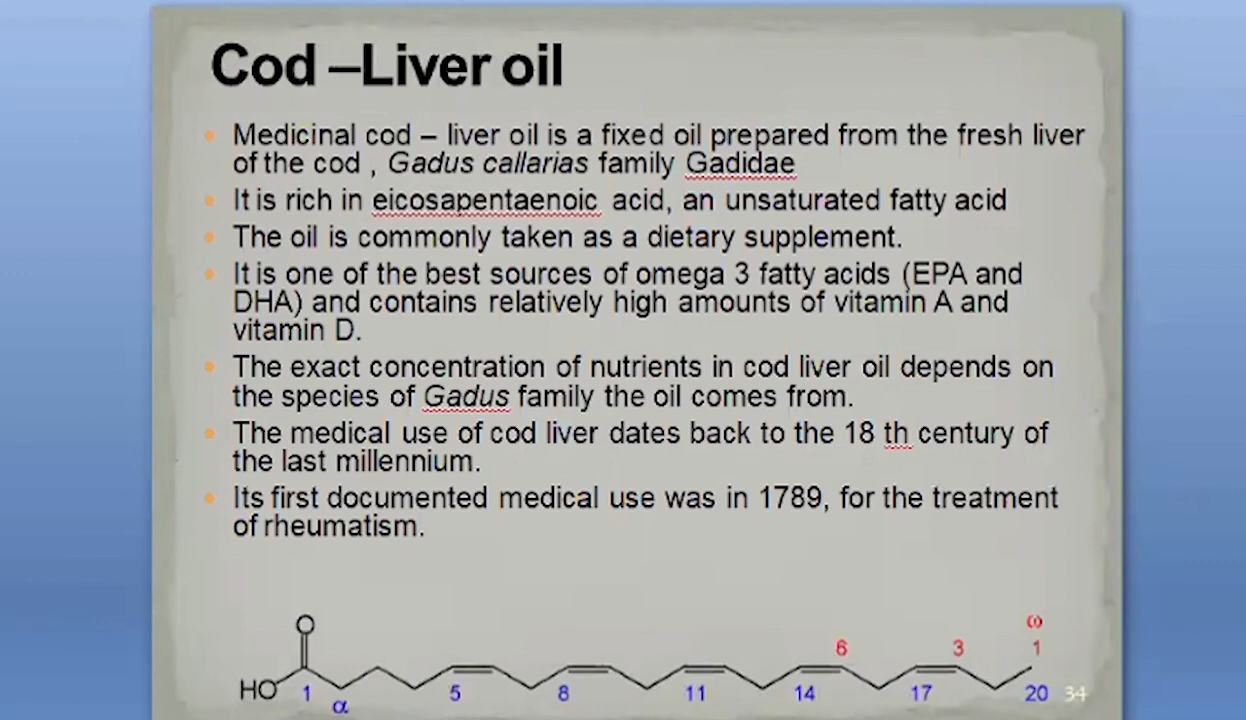 Cod –Liver oil
Medicinal cod – liver oil is a fixed oil prepared from the fresh liver
of the cod , Gadus callarias family Gadidae
It is rich in eicosapentaenoic acid, an unsaturated fatty acid
The oil is commonly taken as a dietary supplement.
It is one of the best sources of omega 3 fatty acids (EPA and
DHA) and contains relatively high amounts of vitamin A and
vitamin D.
The exact concentration of nutrients in cod liver oil depends on
the species of Gadus family the oil comes from.
The medical use of cod liver dates back to the 18 th century of
the last millennium.
Its first documented medical use was in 1789, for the treatment
of rheumatism.
O ω
6 3 1
HO 1 5 8 11 14 17 20 34
α